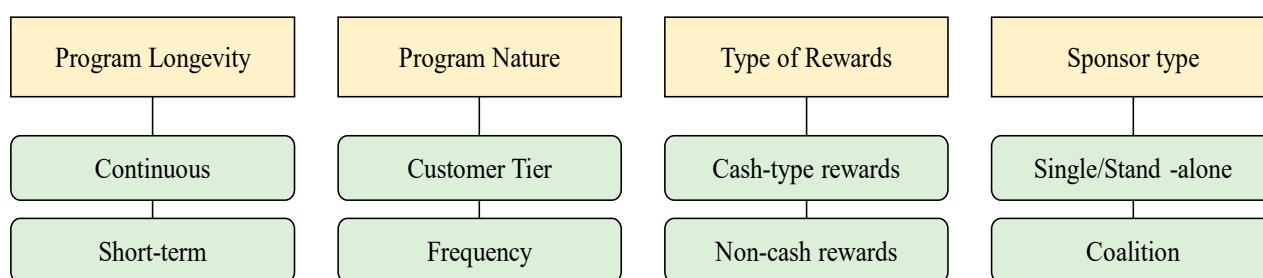 Program Longevity
Continuous
Short-term
Program Nature
Customer Tier
Frequency
Type of Rewards
Cash-type rewards
Non-cash rewards
Sponsor type
Single/Stand -alone
Coalition